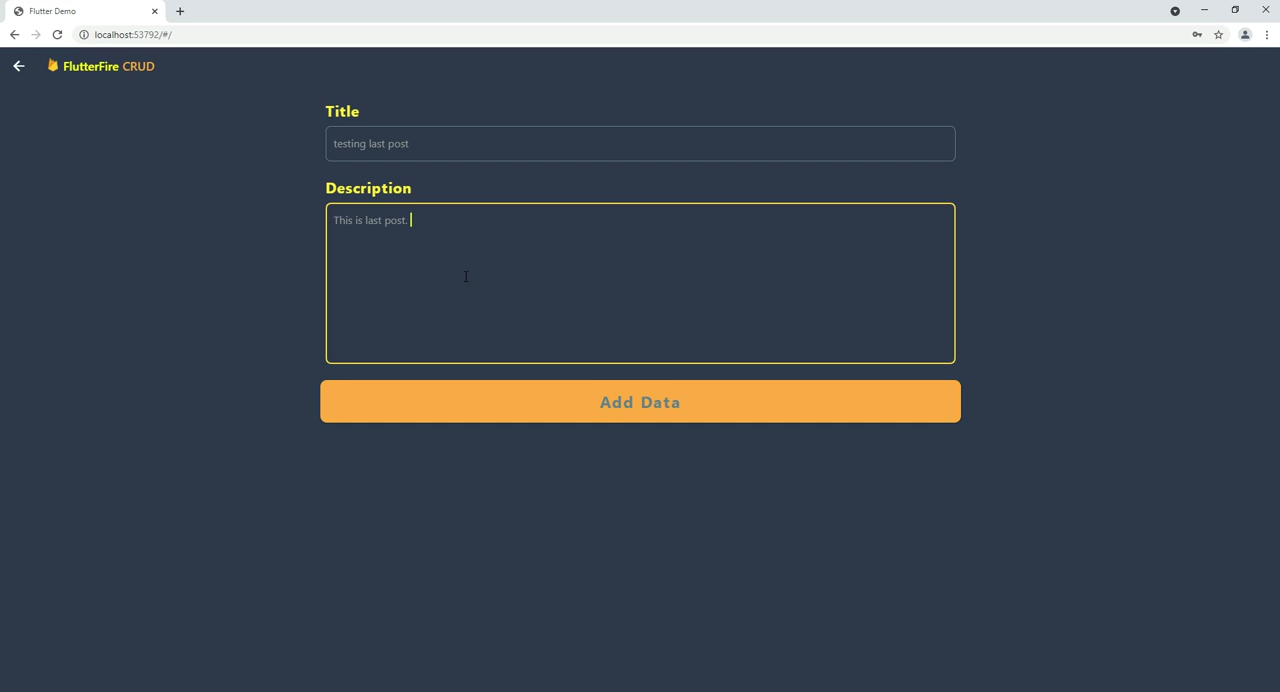 Flutter Demo
localhost:53792/#/
FlutterFire CRUD
Title
testing last post
Description
This is last post.
Add Data